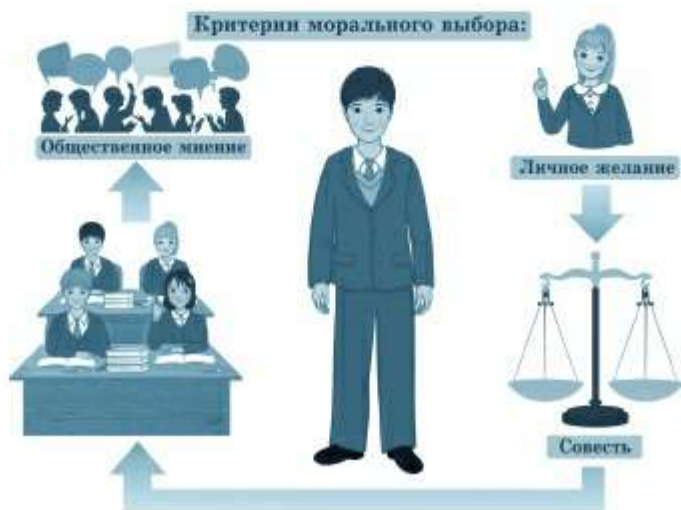 Критерии морального выбора:
Общественное мнение
Личное желание
Совесть